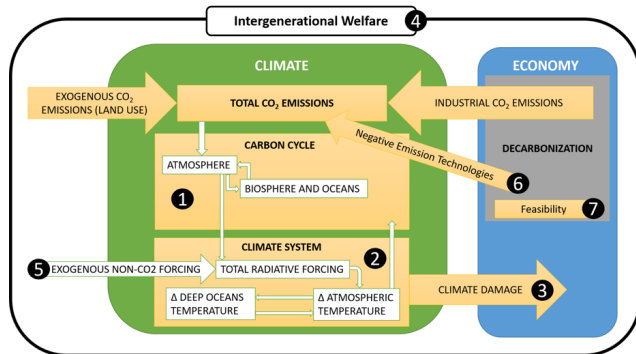 Intergenerational Welfare 4
CLIMATE
ECONOMY
EXOGENOUS CO₂
EMISSIONS (LAND USE)
TOTAL CO₂ EMISSIONS
INDUSTRIAL CO₂ EMISSIONS
CARBON CYCLE
Negative Emission Technologies
6
DECARBONIZATION
ATMOSPHERE
BIOSPHERE AND OCEANS
1
Feasibility 7
CLIMATE SYSTEM
2
5 EXOGENOUS NON-CO2 FORCING
TOTAL RADIATIVE FORCING
Δ DEEP OCEANS
TEMPERATURE
Δ ATMOSPHERIC
TEMPERATURE
CLIMATE DAMAGE 3